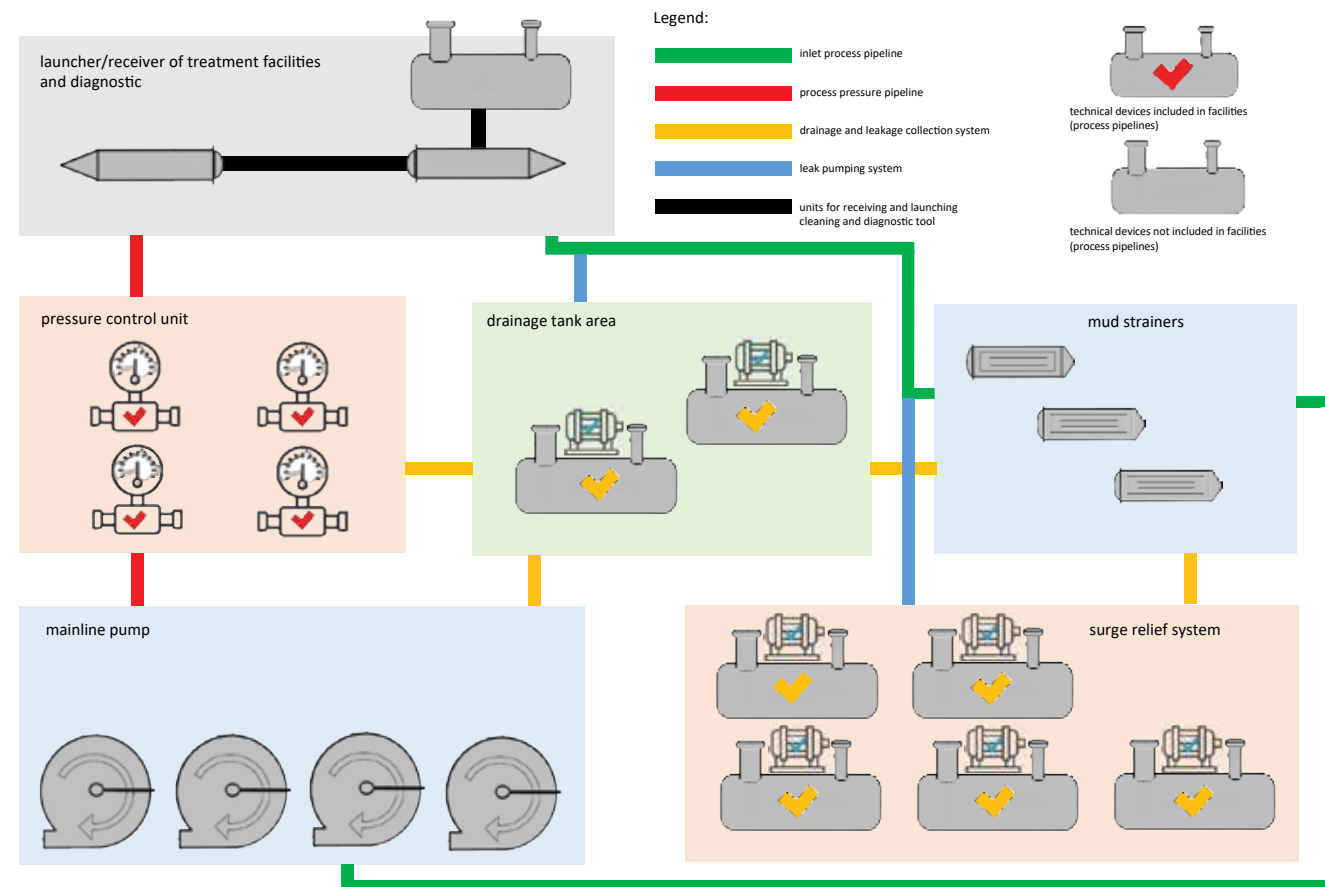 launcher/receiver of treatment facilities
and diagnostic
Legend:
inlet process pipeline
process pressure pipeline
drainage and leakage collection system
leak pumping system
units for receiving and launching
cleaning and diagnostic tool
technical devices included in facilities
(process pipelines)
technical devices not included in facilities
(process pipelines)
pressure control unit
drainage tank area
mud strainers
mainline pump
surge relief system